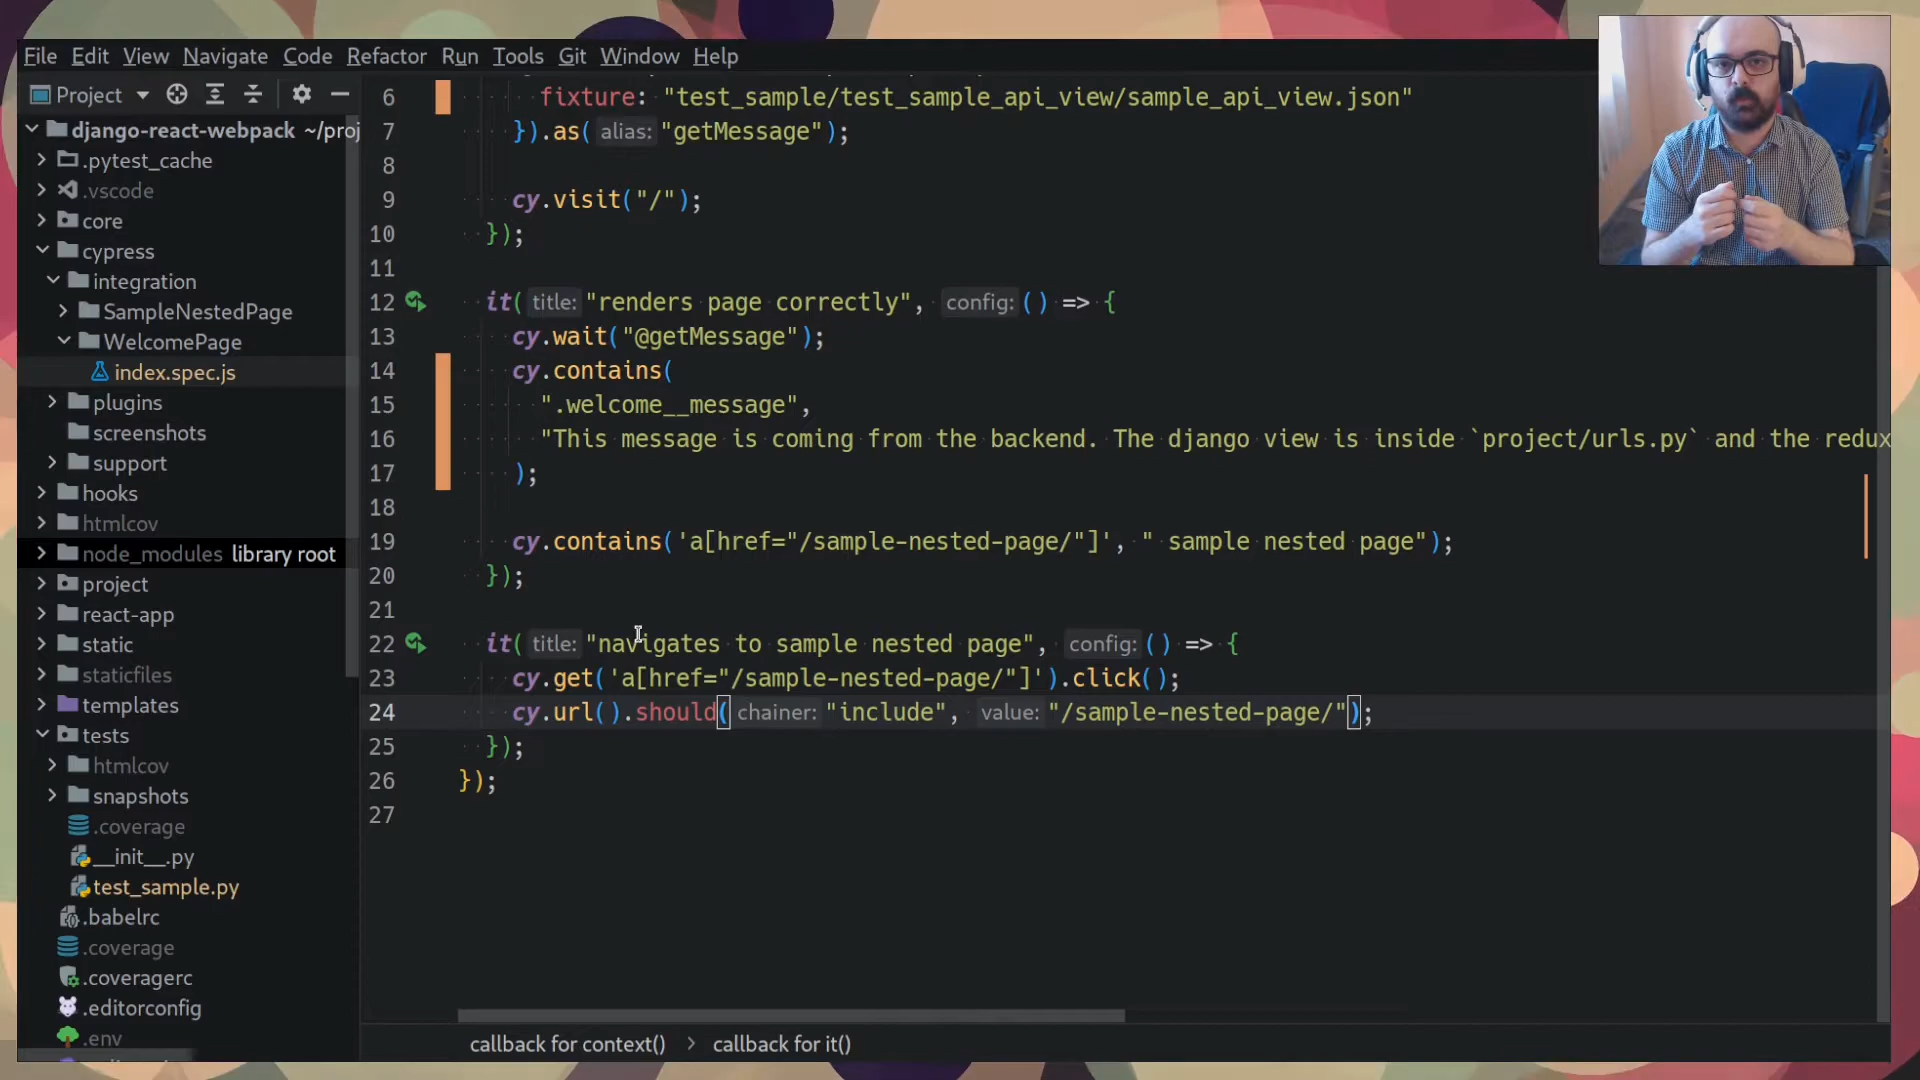 File Edit View Navigate Code Refactor Run Tools Git Window Help
Project
django-react-webpack ~/proj
.pytest_cache
.vscode
core
cypress
integration
SampleNestedPage
WelcomePage
index.spec.js
plugins
screenshots
support
hooks
htmlcov
node_modules library root
project
react-app
static
staticfiles
templates
tests
htmlcov
snapshots
.coverage
__init__.py
test_sample.py
.babelrc
.coverage
.coveragerc
.editorconfig
.env
6 fixture: "test_sample/test_sample_api_view/sample_api_view.json"
7 }).as( alias: "getMessage");
8
9 cy.visit("/");
10 });
11
12 it( title: "renders page correctly", config: () => {
13 cy.wait("@getMessage");
14 cy.contains(
15 ".welcome__message",
16 "This message is coming from the backend. The django view is inside `project/urls.py` and the redux
17 );
18
19 cy.contains('a[href="/sample-nested-page/"]', " sample nested page");
20 });
21
22 it( title: "navigates to sample nested page", config: () => {
23 cy.get('a[href="/sample-nested-page/"]').click();
24 cy.url().should( chainer: "include", value: "/sample-nested-page/");
25 });
26 });
27
callback for context() > callback for it()